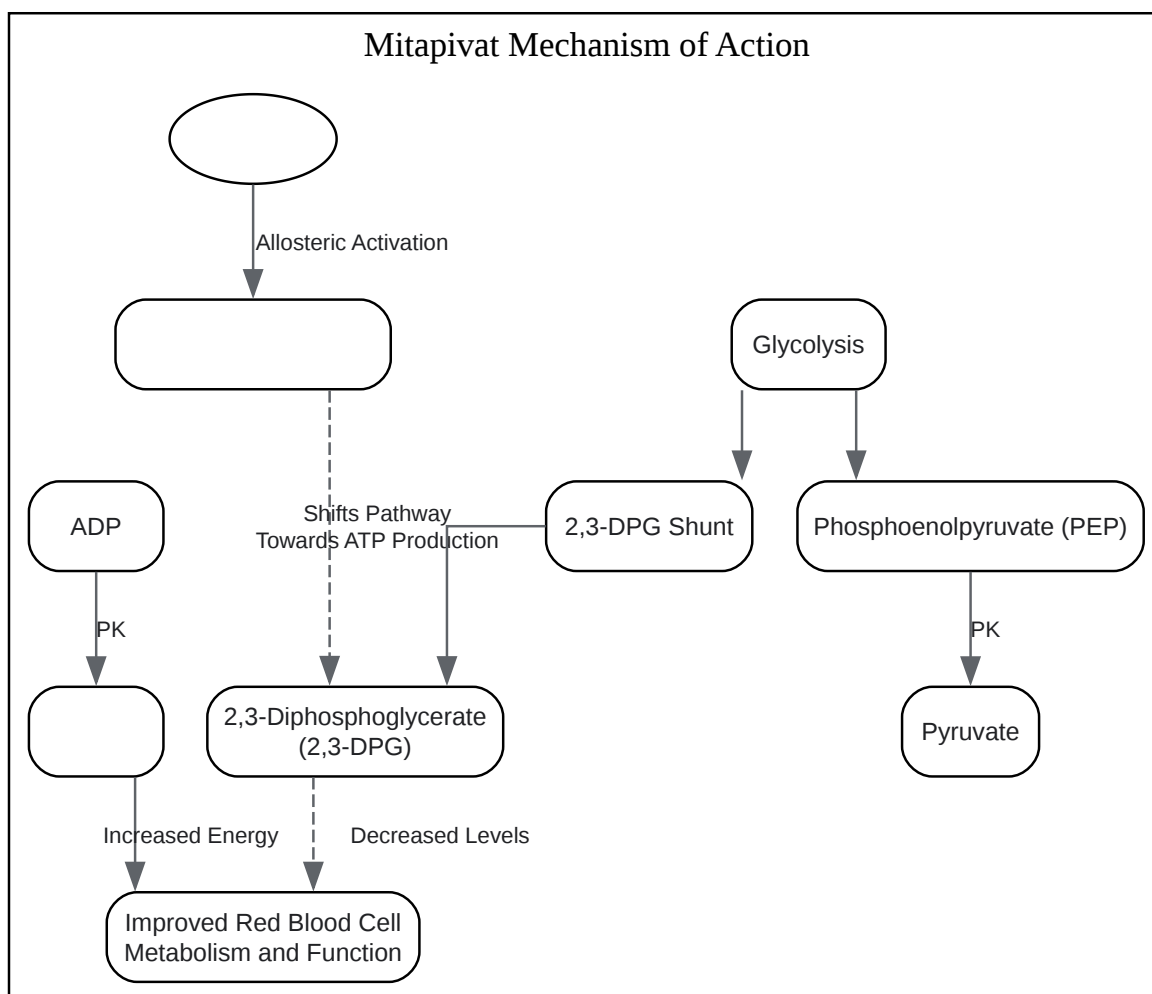 Mitapivat Mechanism of Action
Allosteric Activation
Glycolysis
ADP
Shifts Pathway
Towards ATP Production
2,3-DPG Shunt
Phosphoenolpyruvate (PEP)
PK
PK
2,3-Diphosphoglycerate
(2,3-DPG)
Pyruvate
Increased Energy
Decreased Levels
Improved Red Blood Cell
Metabolism and Function